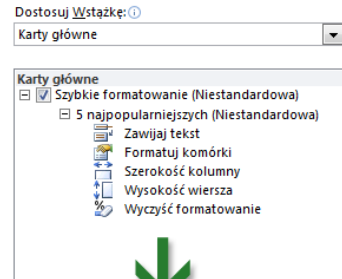 Dostosuj Wstążkę:
Karty główne
Karty główne
Szybkie formatowanie (Niestandardowa)
5 najpopularniejszych (Niestandardowa)
Zawijaj tekst
Formatuj komórki
Szerokość kolumny
Wysokość wiersza
Wyczyść formatowanie